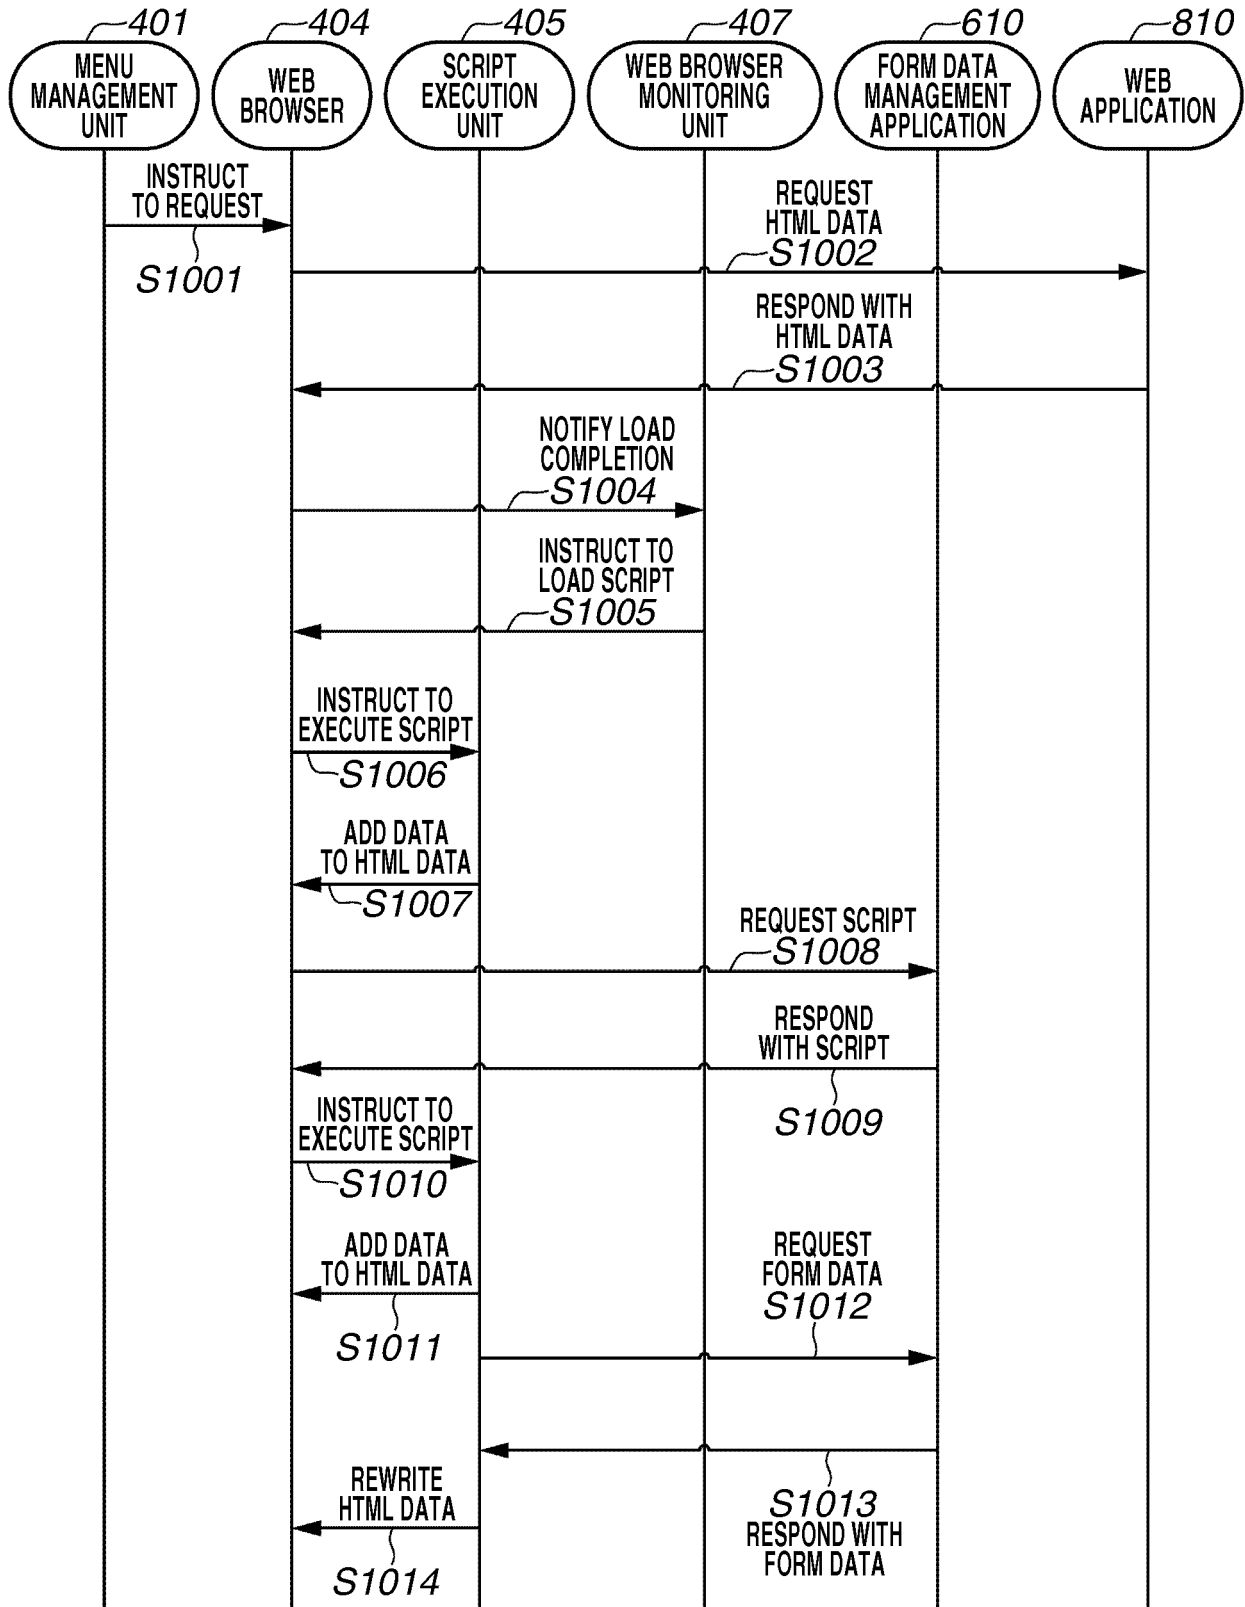 401
404
405
407
610
810
MENU
MANAGEMENT
UNIT
WEB
BROWSER
SCRIPT
EXECUTION
UNIT
WEB BROWSER
MONITORING
UNIT
FORM DATA
MANAGEMENT
APPLICATION
WEB
APPLICATION
INSTRUCT
TO REQUEST
S1001
REQUEST
HTML DATA
S1002
RESPOND WITH
HTML DATA
S1003
NOTIFY LOAD
COMPLETION
S1004
INSTRUCT TO
LOAD SCRIPT
S1005
INSTRUCT TO
EXECUTE SCRIPT
S1006
ADD DATA
TO HTML DATA
S1007
REQUEST SCRIPT
S1008
RESPOND
WITH SCRIPT
S1009
INSTRUCT TO
EXECUTE SCRIPT
S1010
ADD DATA
TO HTML DATA
S1011
REQUEST
FORM DATA
S1012
S1013
RESPOND WITH
FORM DATA
REWRITE
HTML DATA
S1014